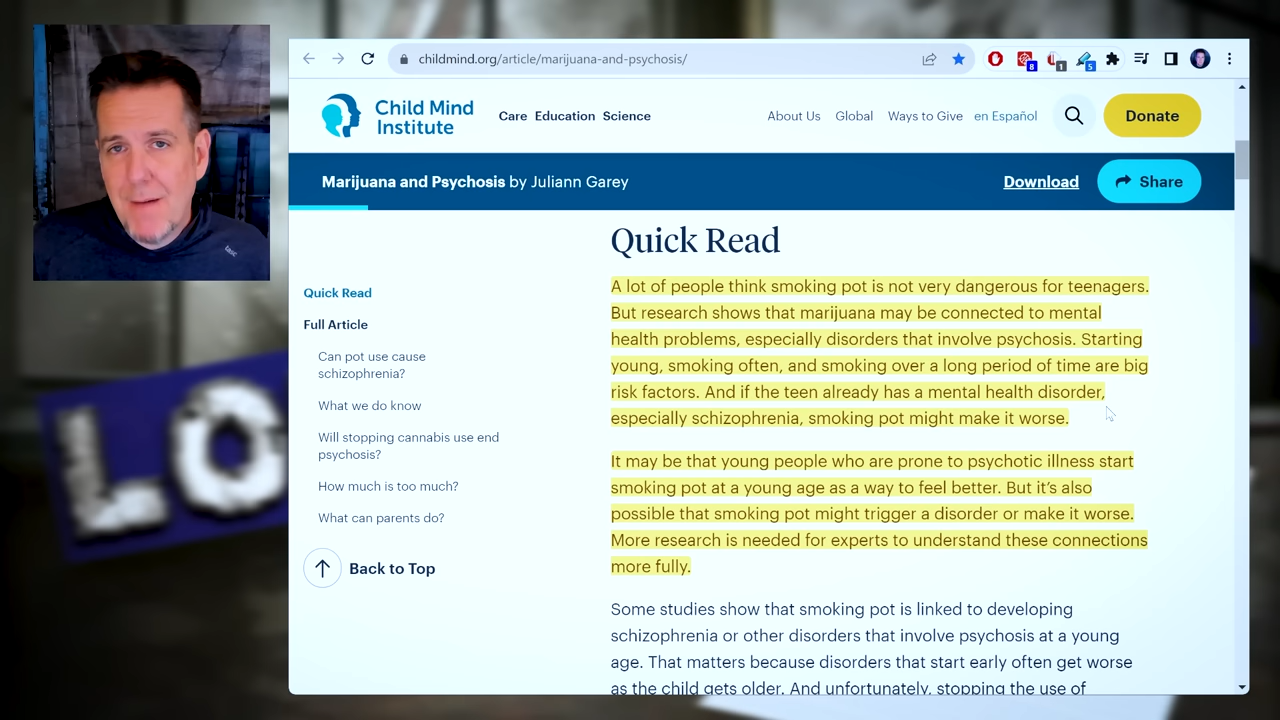 childmind.org/article/marijuana-and-psychosis/
8
1
5
Child Mind
Institute
Care Education Science
About Us Global Ways to Give en Español
Donate
Marijuana and Psychosis by Juliann Garey
Download
Share
Quick Read
Full Article
Can pot use cause
schizophrenia?
What we do know
Will stopping cannabis use end
psychosis?
How much is too much?
What can parents do?
Back to Top
Quick Read
A lot of people think smoking pot is not very dangerous for teenagers.
But research shows that marijuana may be connected to mental
health problems, especially disorders that involve psychosis. Starting
young, smoking often, and smoking over a long period of time are big
risk factors. And if the teen already has a mental health disorder,
especially schizophrenia, smoking pot might make it worse.
It may be that young people who are prone to psychotic illness start
smoking pot at a young age as a way to feel better. But it's also
possible that smoking pot might trigger a disorder or make it worse.
More research is needed for experts to understand these connections
more fully.
Some studies show that smoking pot is linked to developing
schizophrenia or other disorders that involve psychosis at a young
age. That matters because disorders that start early often get worse
as the child gets older. And unfortunately, stopping the use of
LO